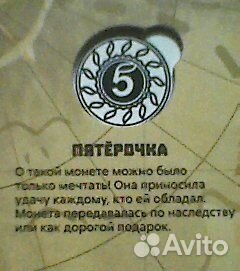 5
ПЯТЁРОЧКА
О такой монете можно было
только мечтать! Она приносила
удачу каждому, кто ей обладал.
Монета передавалась по наследству
или как дорогой подарок.
Avito